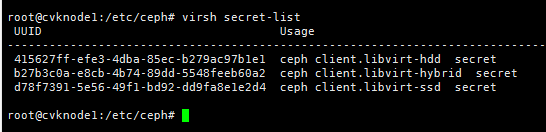 root@cvknode1:/etc/ceph# virsh secret-list
UUID Usage
--------------------------------------------------------------------------------
415627ff-efe3-4dba-85ec-b279ac97b1e1 ceph client.libvirt-hdd secret
b27b3c0a-e8cb-4b74-89dd-5548feeb60a2 ceph client.libvirt-hybrid secret
d78f7391-5e56-49f1-bd92-dd9fa8e1e2d4 ceph client.libvirt-ssd secret
root@cvknode1:/etc/ceph#